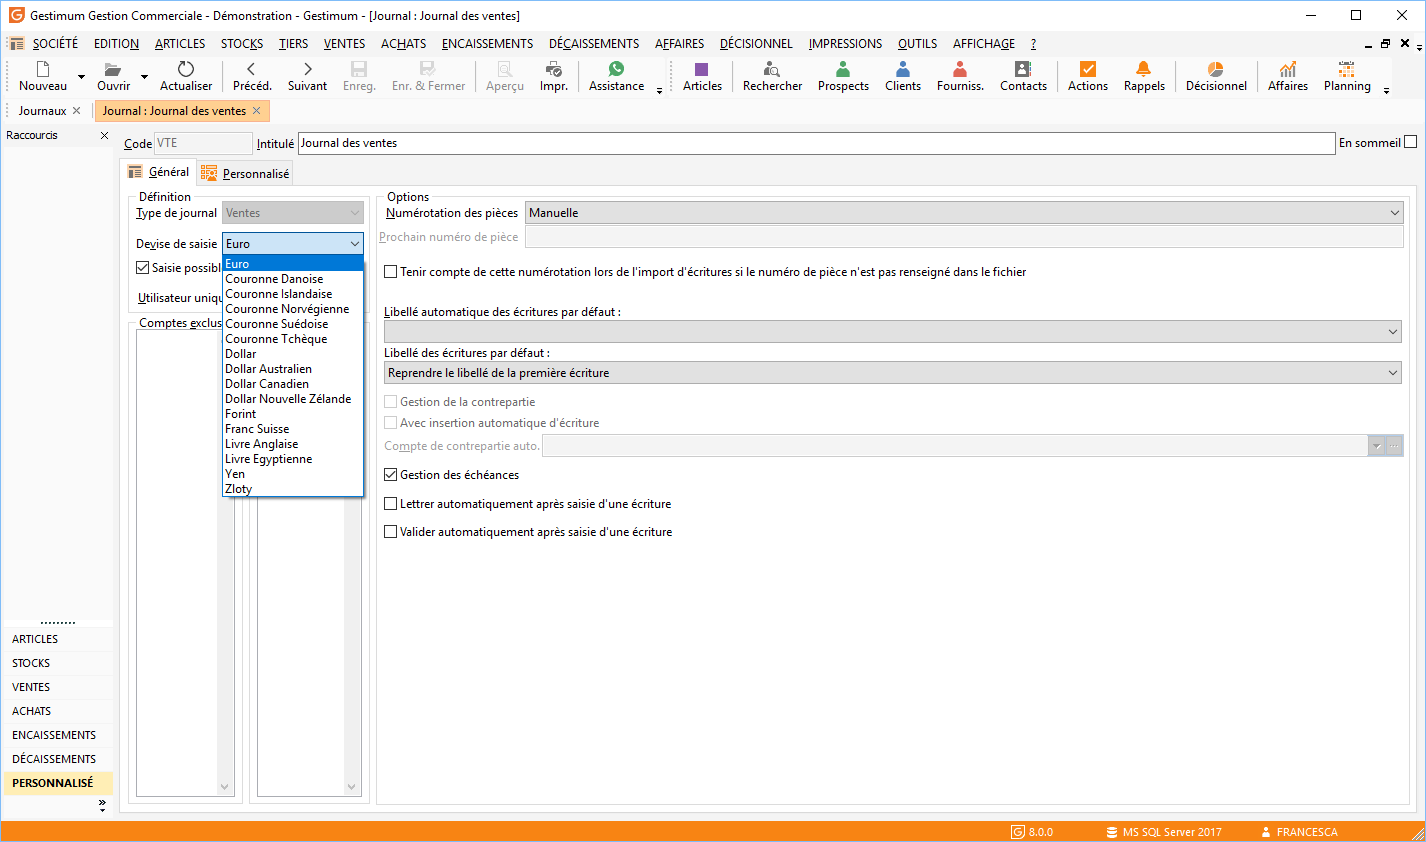 Gestimum Gestion Commerciale - Démonstration - Gestimum - [Journal : Journal des ventes]
SOCIÉTÉ EDITION ARTICLES STOCKS TIERS VENTES ACHATS ENCAISSEMENTS DÉCAISSEMENTS AFFAIRES DÉCISIONNEL IMPRESSIONS OUTILS AFFICHAGE ?
Nouveau Ouvrir Actualiser Précéd. Suivant Enreg. Enr. & Fermer Aperçu Impr. Assistance Articles Rechercher Prospects Clients Fourniss. Contacts Actions Rappels Décisionnel Affaires Planning
Journaux Journal : Journal des ventes
Raccourcis
Code VTE Intitulé Journal des ventes En sommeil
Général Personnalisé
Définition
Type de journal Ventes
Devise de saisie Euro
Saisie possibl
Utilisateur uniqu
Comptes exclus
Euro
Couronne Danoise
Couronne Islandaise
Couronne Norvégienne
Couronne Suédoise
Couronne Tchèque
Dollar
Dollar Australien
Dollar Canadien
Dollar Nouvelle Zélande
Forint
Franc Suisse
Livre Anglaise
Livre Egyptienne
Yen
Zloty
Options
Numérotation des pièces Manuelle
Prochain numéro de pièce
Tenir compte de cette numérotation lors de l'import d'écritures si le numéro de pièce n'est pas renseigné dans le fichier
Libellé automatique des écritures par défaut :
Libellé des écritures par défaut :
Reprendre le libellé de la première écriture
Gestion de la contrepartie
Avec insertion automatique d'écriture
Compte de contrepartie auto.
Gestion des échéances
Lettrer automatiquement après saisie d'une écriture
Valider automatiquement après saisie d'une écriture
ARTICLES
STOCKS
VENTES
ACHATS
ENCAISSEMENTS
DÉCAISSEMENTS
PERSONNALISÉ
8.0.0 MS SQL Server 2017 FRANCESCA